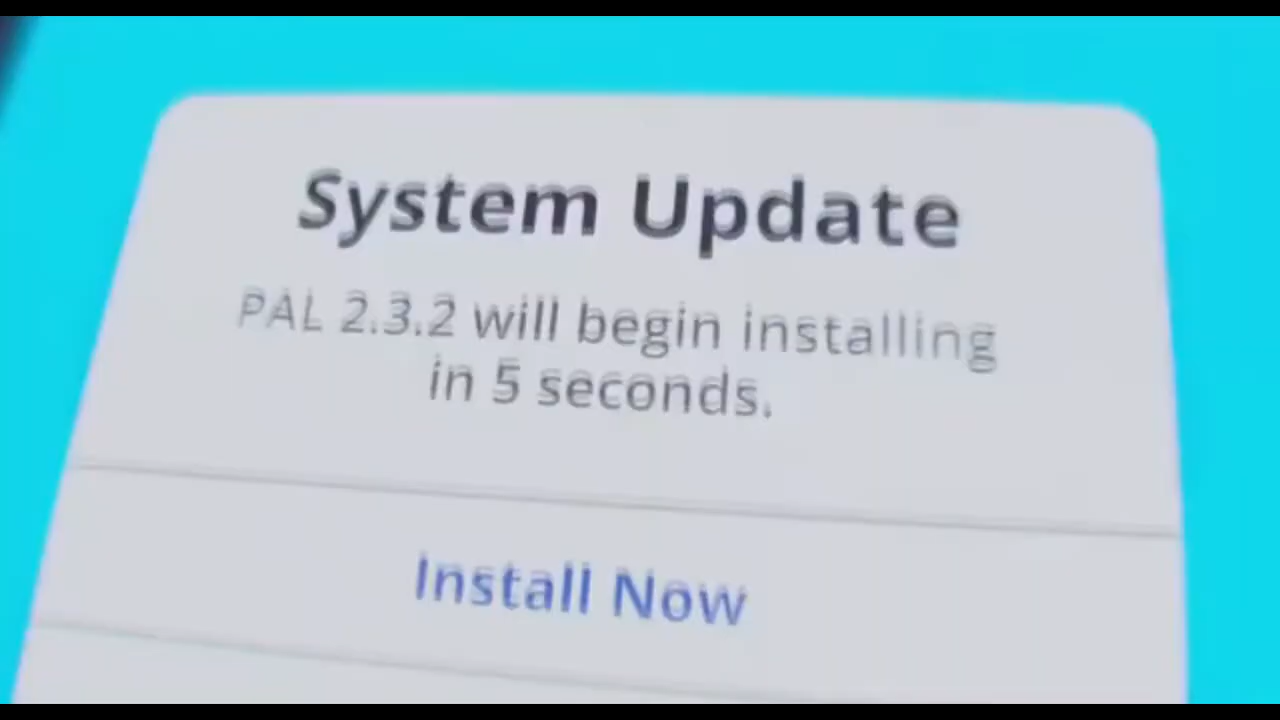 System Update
PAL 2.3.2 will begin installing
in 5 seconds.
Install Now